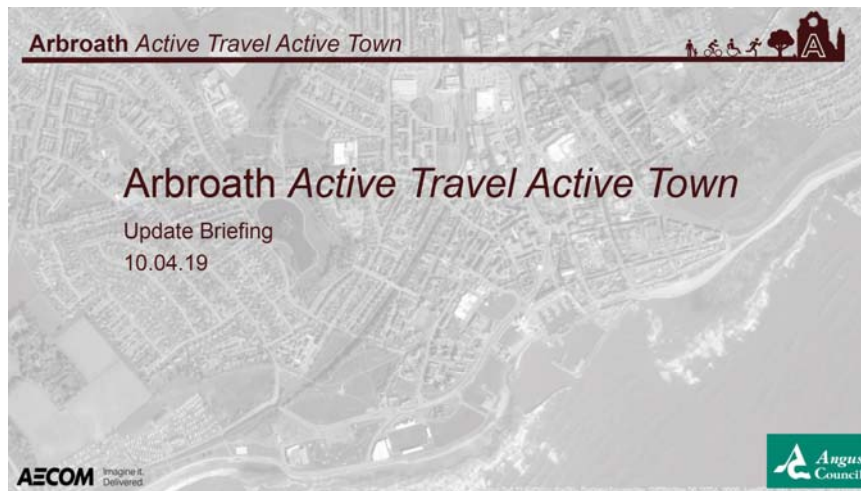 Arbroath Active Travel Active Town
A
Arbroath Active Travel Active Town
Update Briefing
10.04.19
AECOM Imagine it.
Delivered.
Angus
Council